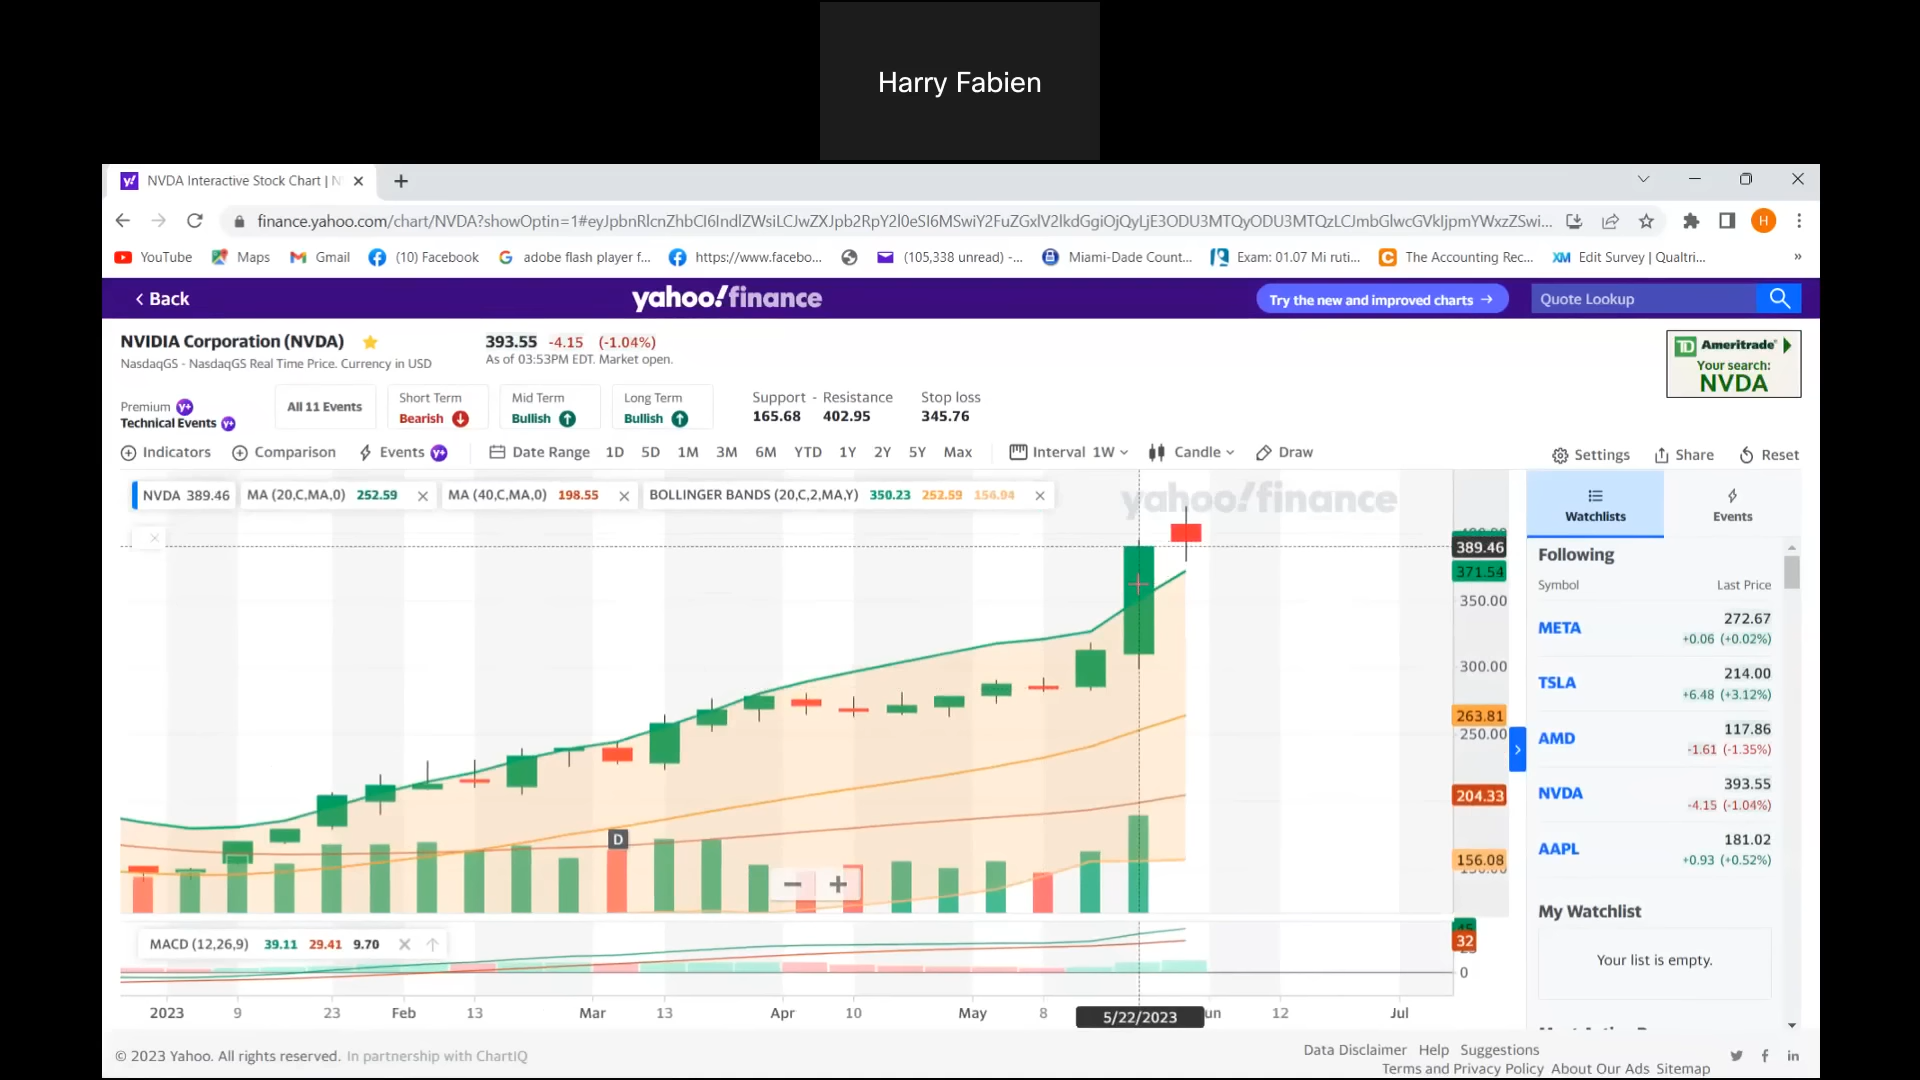 Harry Fabien
NVDA Interactive Stock Chart | N
finance.yahoo.com/chart/NVDA?showOptin=1#
YouTube Maps Gmail (10) Facebook adobe flash player f... https://www.facebo... (105,338 unread) -... Miami-Dade Count... Exam: 01.07 Mi ruti... The Accounting Rec... Edit Survey | Qualtri... »
Back
yahoo!finance
Try the new and improved charts →
Quote Lookup
NVIDIA Corporation (NVDA)
393.55 -4.15 (-1.04%)
NasdaqGS - NasdaqGS Real Time Price. Currency in USD
As of 03:53PM EDT. Market open.
TD Ameritrade
Your search:
NVDA
Premium Y+
Technical Events Y+
All 11 Events
Short Term
Bearish
Mid Term
Bullish
Long Term
Bullish
Support - Resistance Stop loss
165.68 402.95 345.76
Indicators Comparison Events Y+ Date Range 1D 5D 1M 3M 6M YTD 1Y 2Y 5Y Max Interval 1W Candle Draw Settings Share Reset
NVDA 389.46
MA (20,C,MA,0) 252.59
MA (40,C,MA,0) 198.55
BOLLINGER BANDS (20,C,2,MA,Y) 350.23 252.59 156.94
yahoo!finance
389.46
371.54
350.00
300.00
263.81
250.00
204.33
156.08
D
MACD (12,26,9) 39.11 29.41 9.70
32
0
2023 9 23 Feb 13 Mar 13 Apr 10 May 8 5/22/2023 12 Jul
Watchlists
Events
Following
Symbol Last Price
META 272.67
+0.06 (+0.02%)
TSLA 214.00
+6.48 (+3.12%)
AMD 117.86
-1.61 (-1.35%)
NVDA 393.55
-4.15 (-1.04%)
AAPL 181.02
+0.93 (+0.52%)
My Watchlist
Your list is empty.
© 2023 Yahoo. All rights reserved. In partnership with ChartIQ
Data Disclaimer Help Suggestions
Terms and Privacy Policy About Our Ads Sitemap